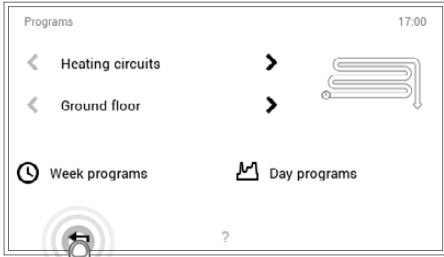 Programs 17:00
Heating circuits
Ground floor
Week programs Day programs
?